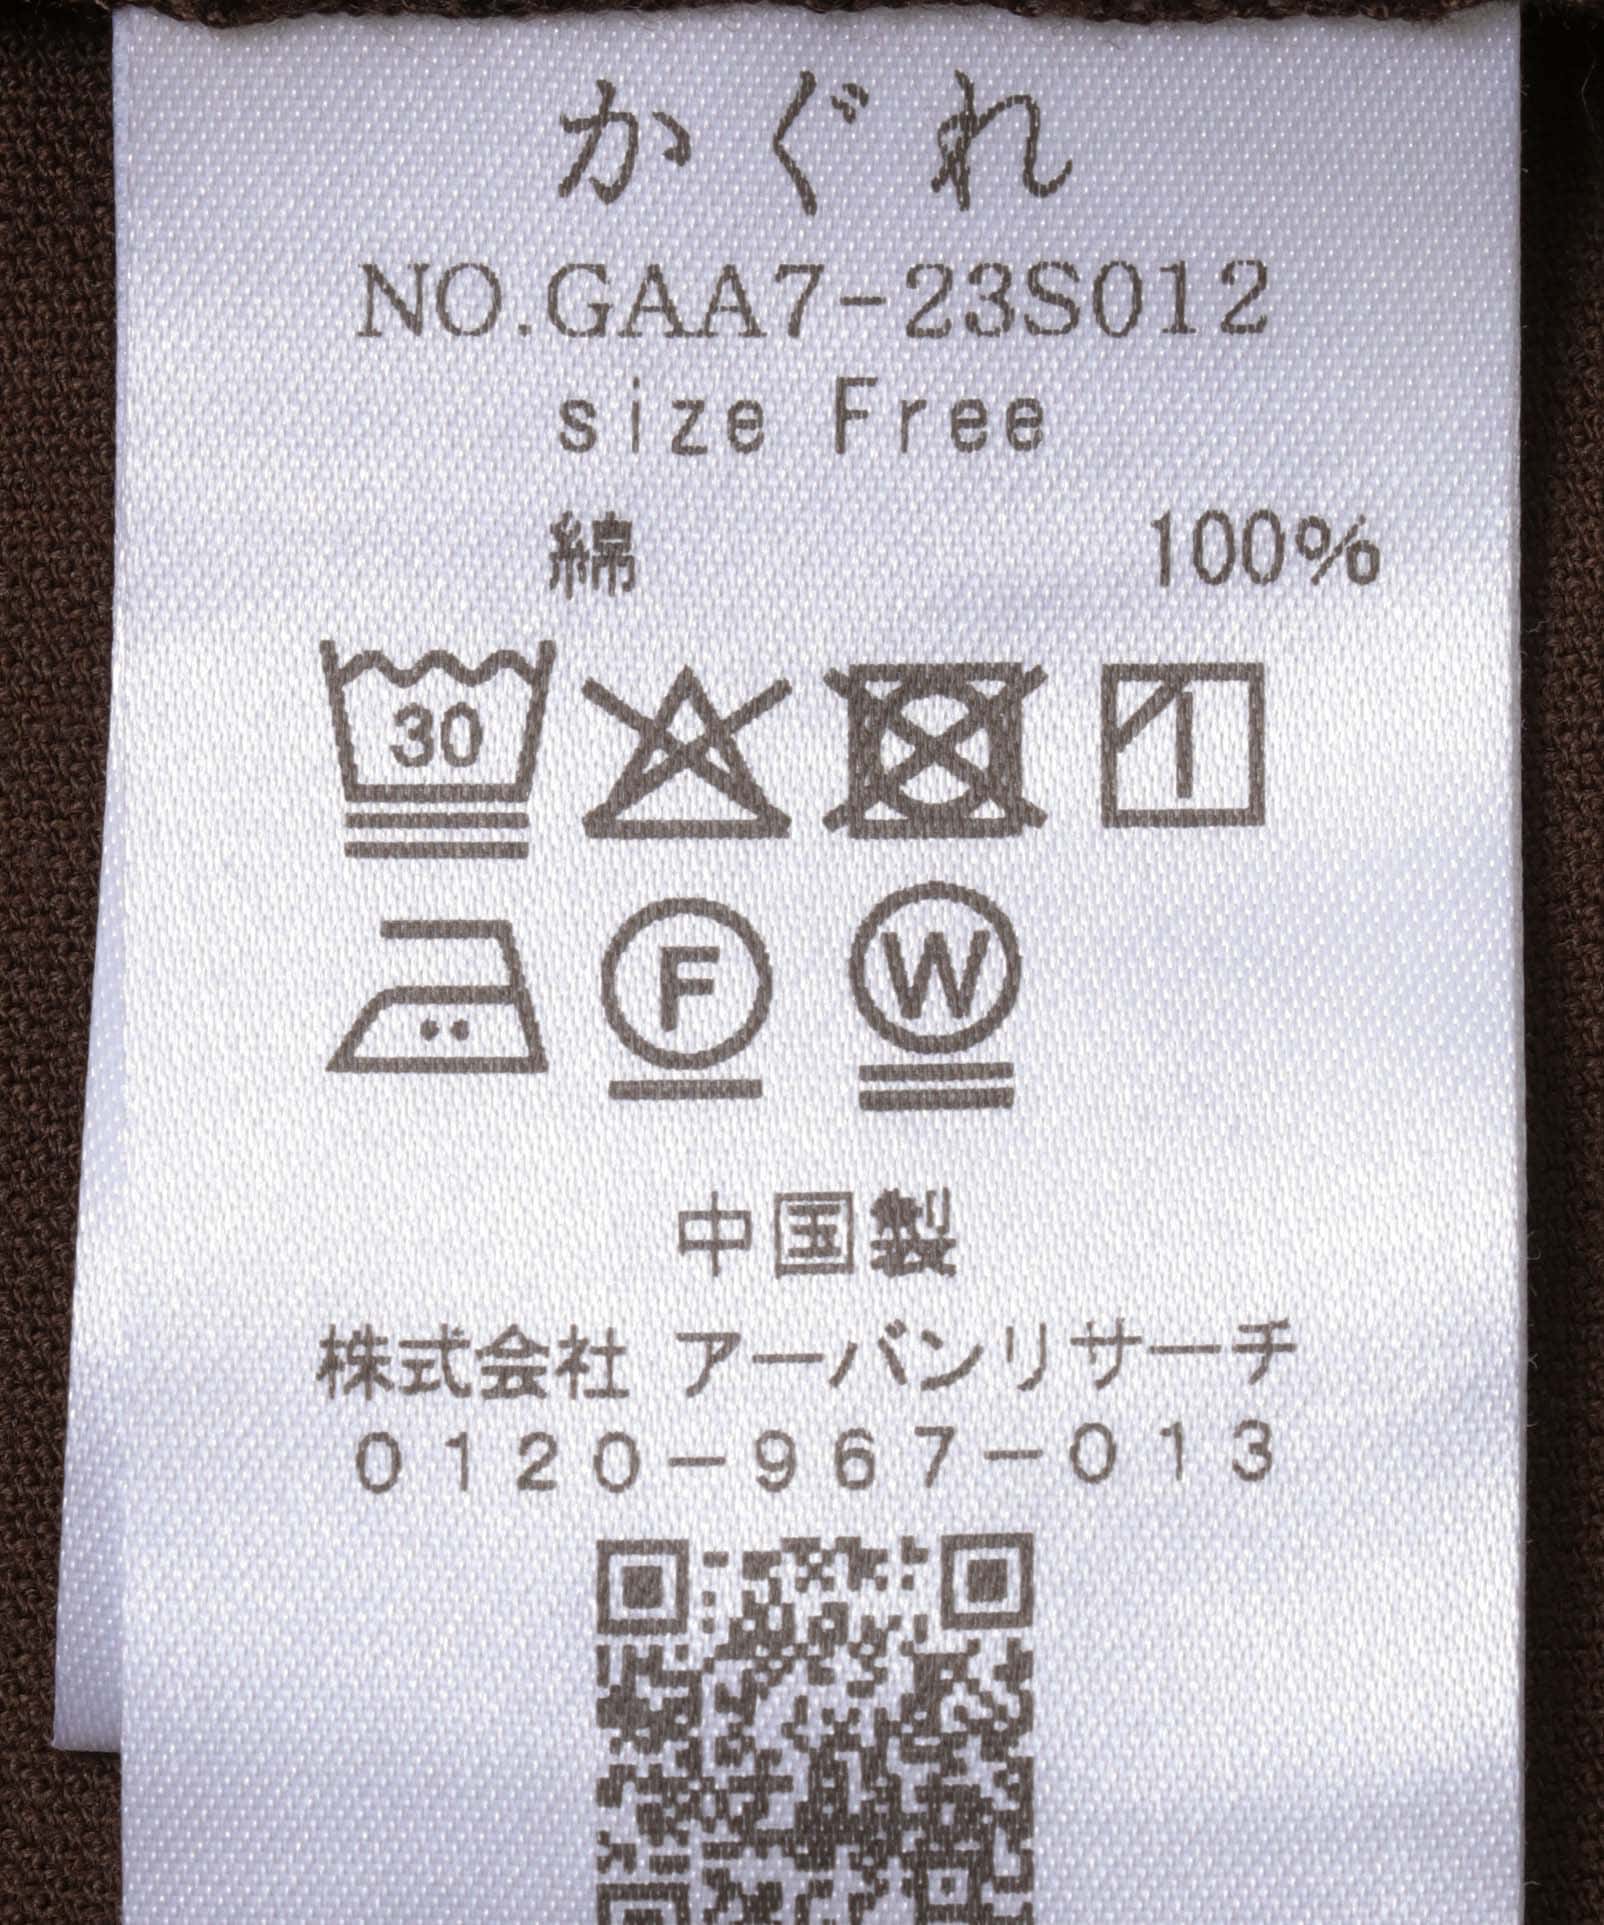 かぐれ
NO.GAA7-23S012
size Free
綿 100%
30
F W
中国製
株式会社 アーバンリサーチ
0120-967-013